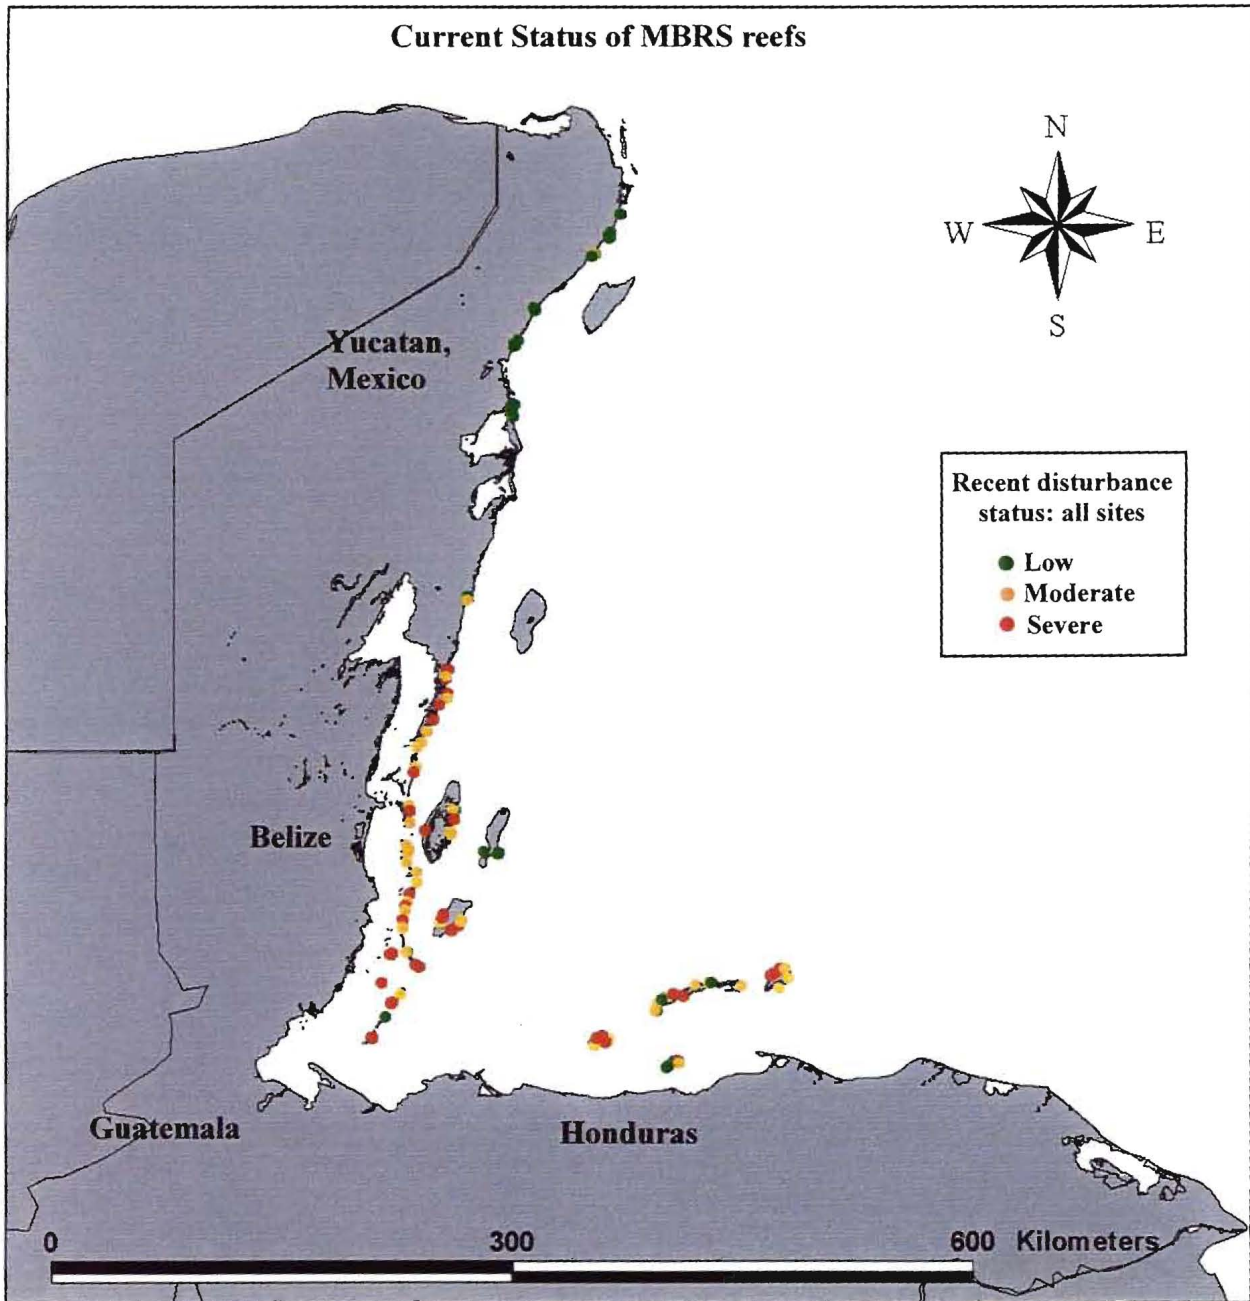 Current Status of MBRS reefs
N
W
E
S
Yucatan,
Mexico
Recent disturbance
status: all sites
Low
Moderate
Severe
Belize
Guatemala
Honduras
0
300
600 Kilometers